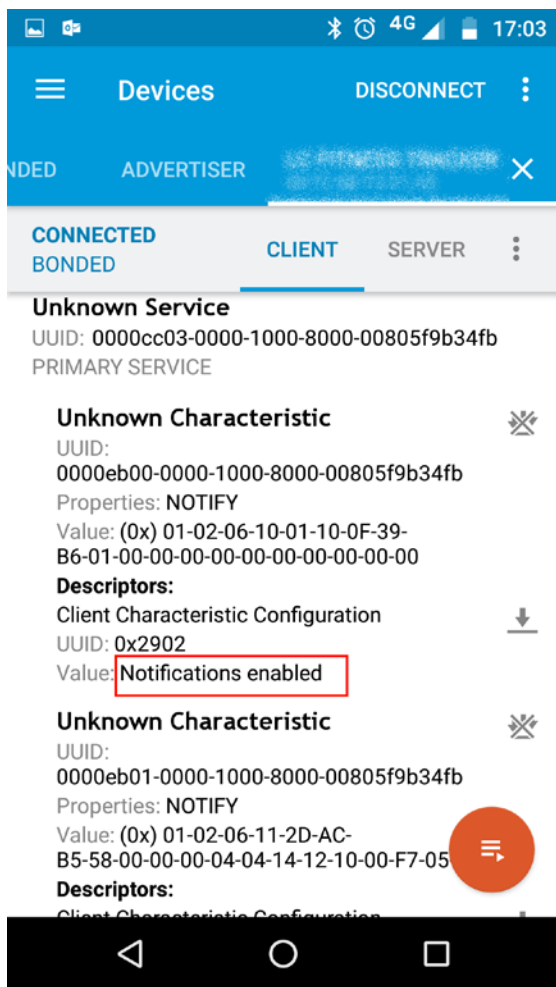 4G 17:03
Devices DISCONNECT
NDED ADVERTISER
CONNECTED
BONDED CLIENT SERVER
Unknown Service
UUID: 0000cc03-0000-1000-8000-00805f9b34fb
PRIMARY SERVICE
Unknown Characteristic
UUID:
0000eb00-0000-1000-8000-00805f9b34fb
Properties: NOTIFY
Value: (0x) 01-02-06-10-01-10-0F-39-
B6-01-00-00-00-00-00-00-00-00-00
Descriptors:
Client Characteristic Configuration
UUID: 0x2902
Value: Notifications enabled
Unknown Characteristic
UUID:
0000eb01-0000-1000-8000-00805f9b34fb
Properties: NOTIFY
Value: (0x) 01-02-06-11-2D-AC-
B5-58-00-00-00-04-04-14-12-10-00-F7-05
Descriptors:
Client Characteristic Configuration